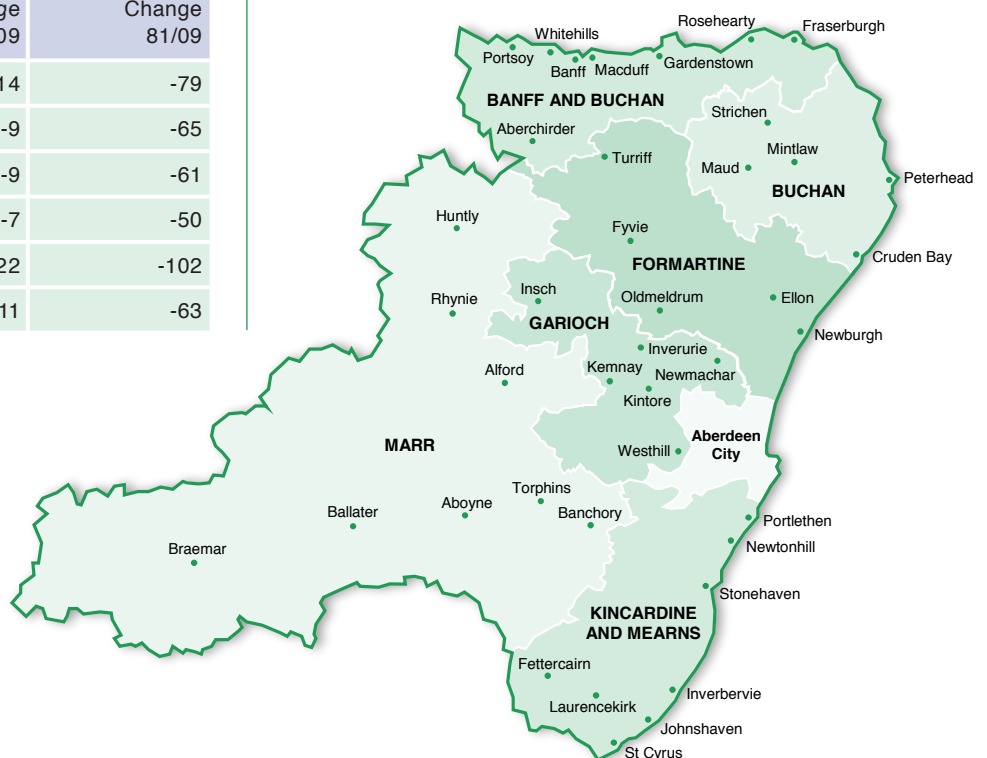 ge
09
Change
81/09
14
-79
-9
-65
-9
-61
-7
-50
22
-102
11
-63
Rosehearty
Fraserburgh
Whitehills
Portsoy
Banff
Macduff
Gardenstown
BANFF AND BUCHAN
Strichen
Aberchirder
Mintlaw
Turriff
Maud
Peterhead
BUCHAN
Huntly
Fyvie
Cruden Bay
FORMARTINE
Insch
Oldmeldrum
Ellon
Rhynie
GARIOCH
Newburgh
Inverurie
Alford
Kemnay
Newmachar
Kintore
MARR
Aberdeen
City
Westhill
Torphins
Aboyne
Ballater
Banchory
Portlethen
Braemar
Newtonhill
Stonehaven
KINCARDINE
AND MEARNS
Fettercairn
Inverbervie
Laurencekirk
Johnshaven
St Cyrus